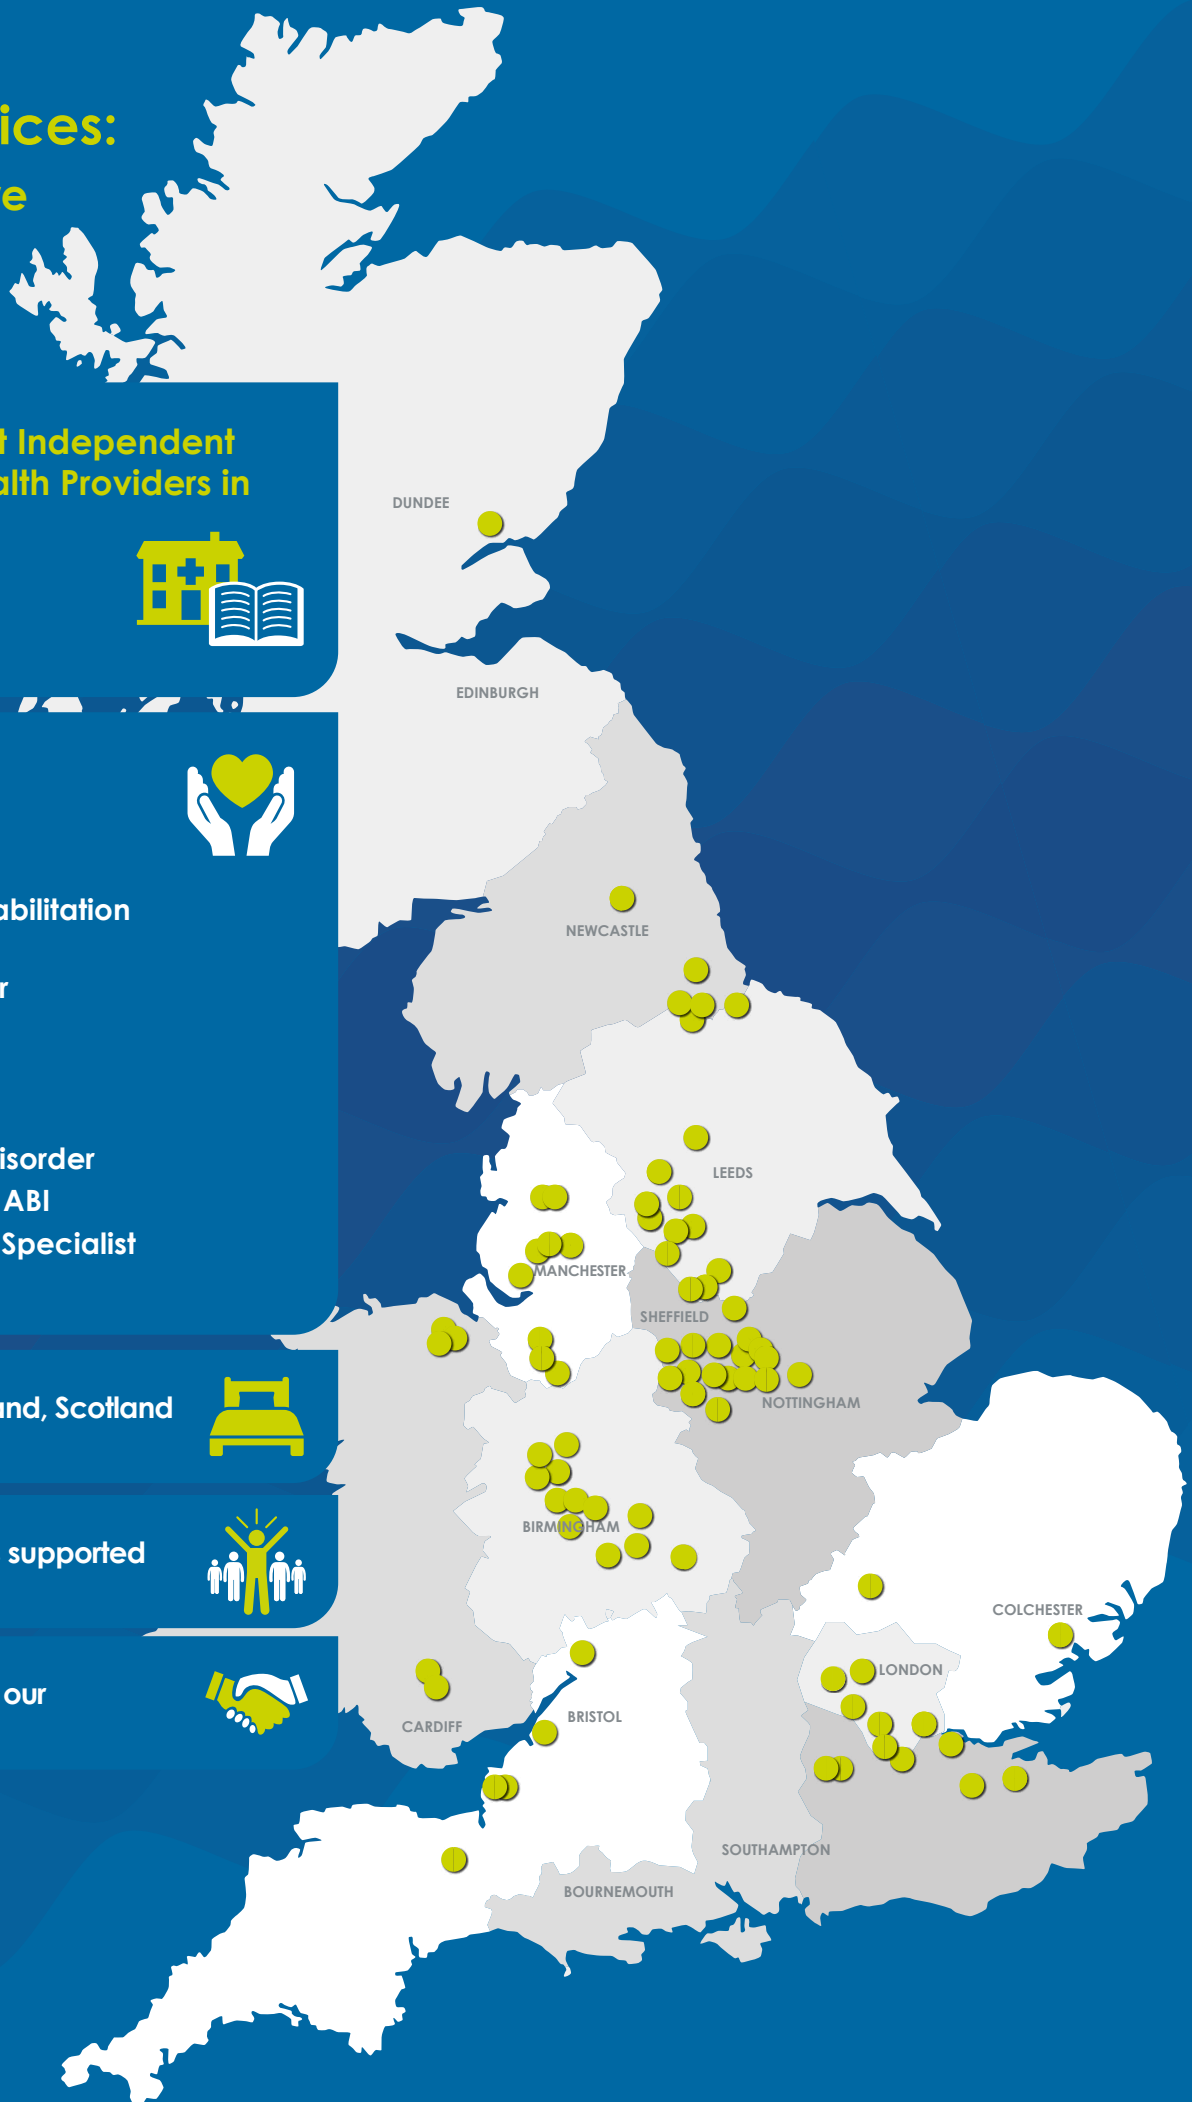 ices:
e
t Independent
alth Providers in
abilitation
r
isorder
ABI
Specialist
and, Scotland
supported
our
DUNDEE
EDINBURGH
NEWCASTLE
LEEDS
MANCHESTER
SHEFFIELD
NOTTINGHAM
BIRMINGHAM
COLCHESTER
LONDON
BRISTOL
CARDIFF
SOUTHAMPTON
BOURNEMOUTH